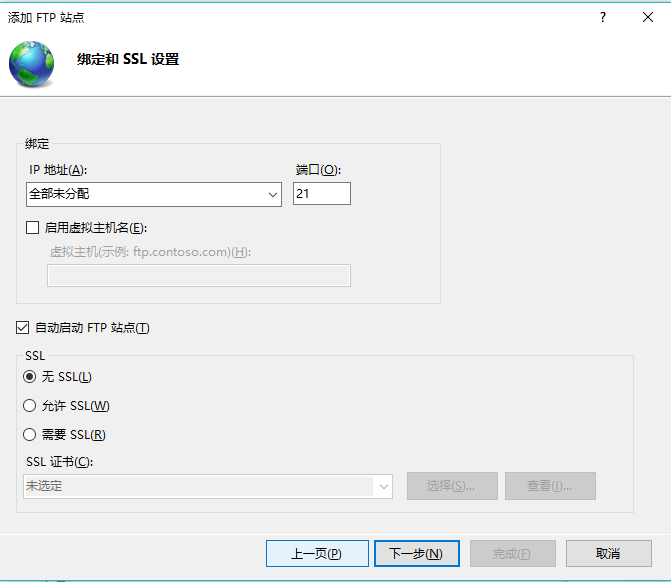 添加 FTP 站点
?
绑定和 SSL 设置
绑定
IP 地址(A):
端口(O):
全部未分配
21
启用虚拟主机名(E):
虚拟主机(示例: ftp.contoso.com)(H):
自动启动 FTP 站点(T)
SSL
无 SSL(L)
允许 SSL(W)
需要 SSL(R)
SSL 证书(C):
未选定
选择(S)...
查看(I)...
上一页(P)
下一步(N)
完成(F)
取消